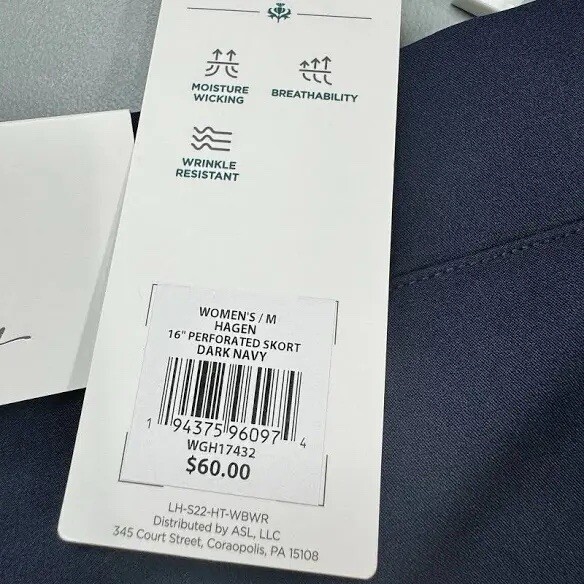 MOISTURE
WICKING
BREATHABILITY
WRINKLE
RESISTANT
WOMEN'S / M
HAGEN
16" PERFORATED SKORT
DARK NAVY
1 94375 96097 4
WGH17432
$60.00
LH-S22-HT-WBWR
Distributed by ASL, LLC
345 Court Street, Coraopolis, PA 15108